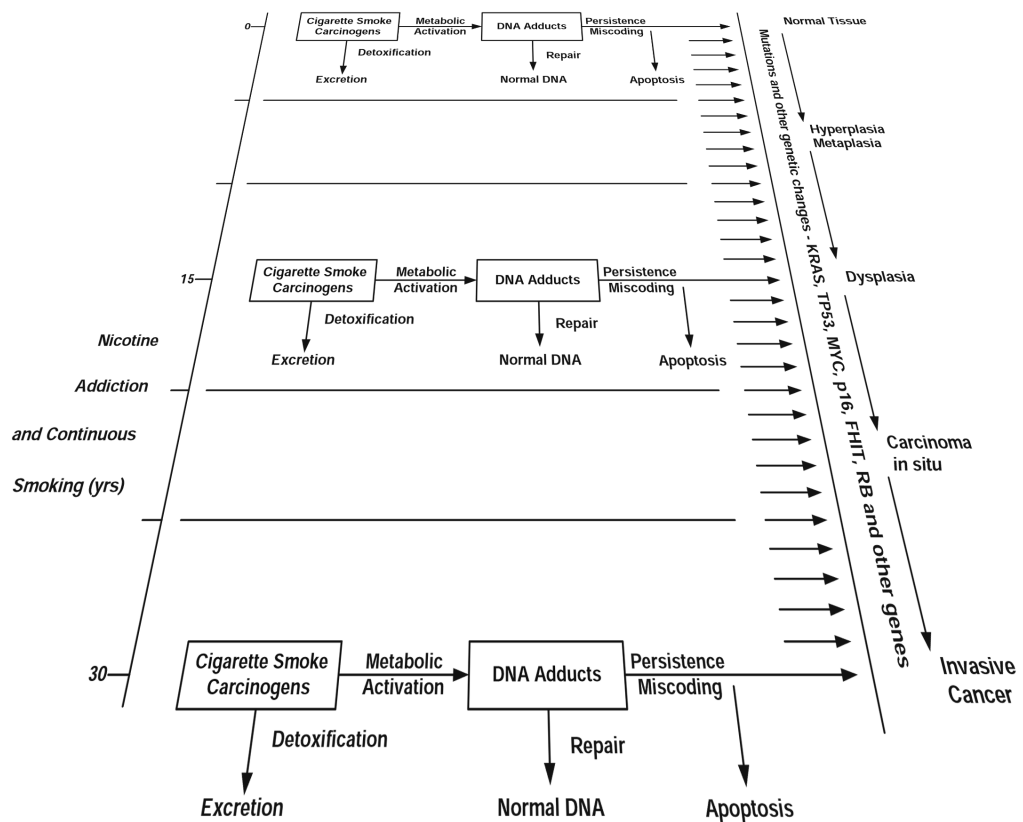 0
Cigarette Smoke
Carcinogens
Metabolic
Activation
DNA Adducts
Persistence
Miscoding
Normal Tissue
Detoxification
Repair
Excretion
Normal DNA
Apoptosis
Mutations and other genetic changes - KRAS, TP53, MYC, p16, FHIT, RB and other genes
Hyperplasia
Metaplasia
15
Cigarette Smoke
Carcinogens
Metabolic
Activation
DNA Adducts
Persistence
Miscoding
Dysplasia
Detoxification
Repair
Excretion
Normal DNA
Apoptosis
Nicotine
Addiction
and Continuous
Smoking (yrs)
Carcinoma
in situ
30
Cigarette Smoke
Carcinogens
Metabolic
Activation
DNA Adducts
Persistence
Miscoding
Invasive
Cancer
Detoxification
Repair
Excretion
Normal DNA
Apoptosis